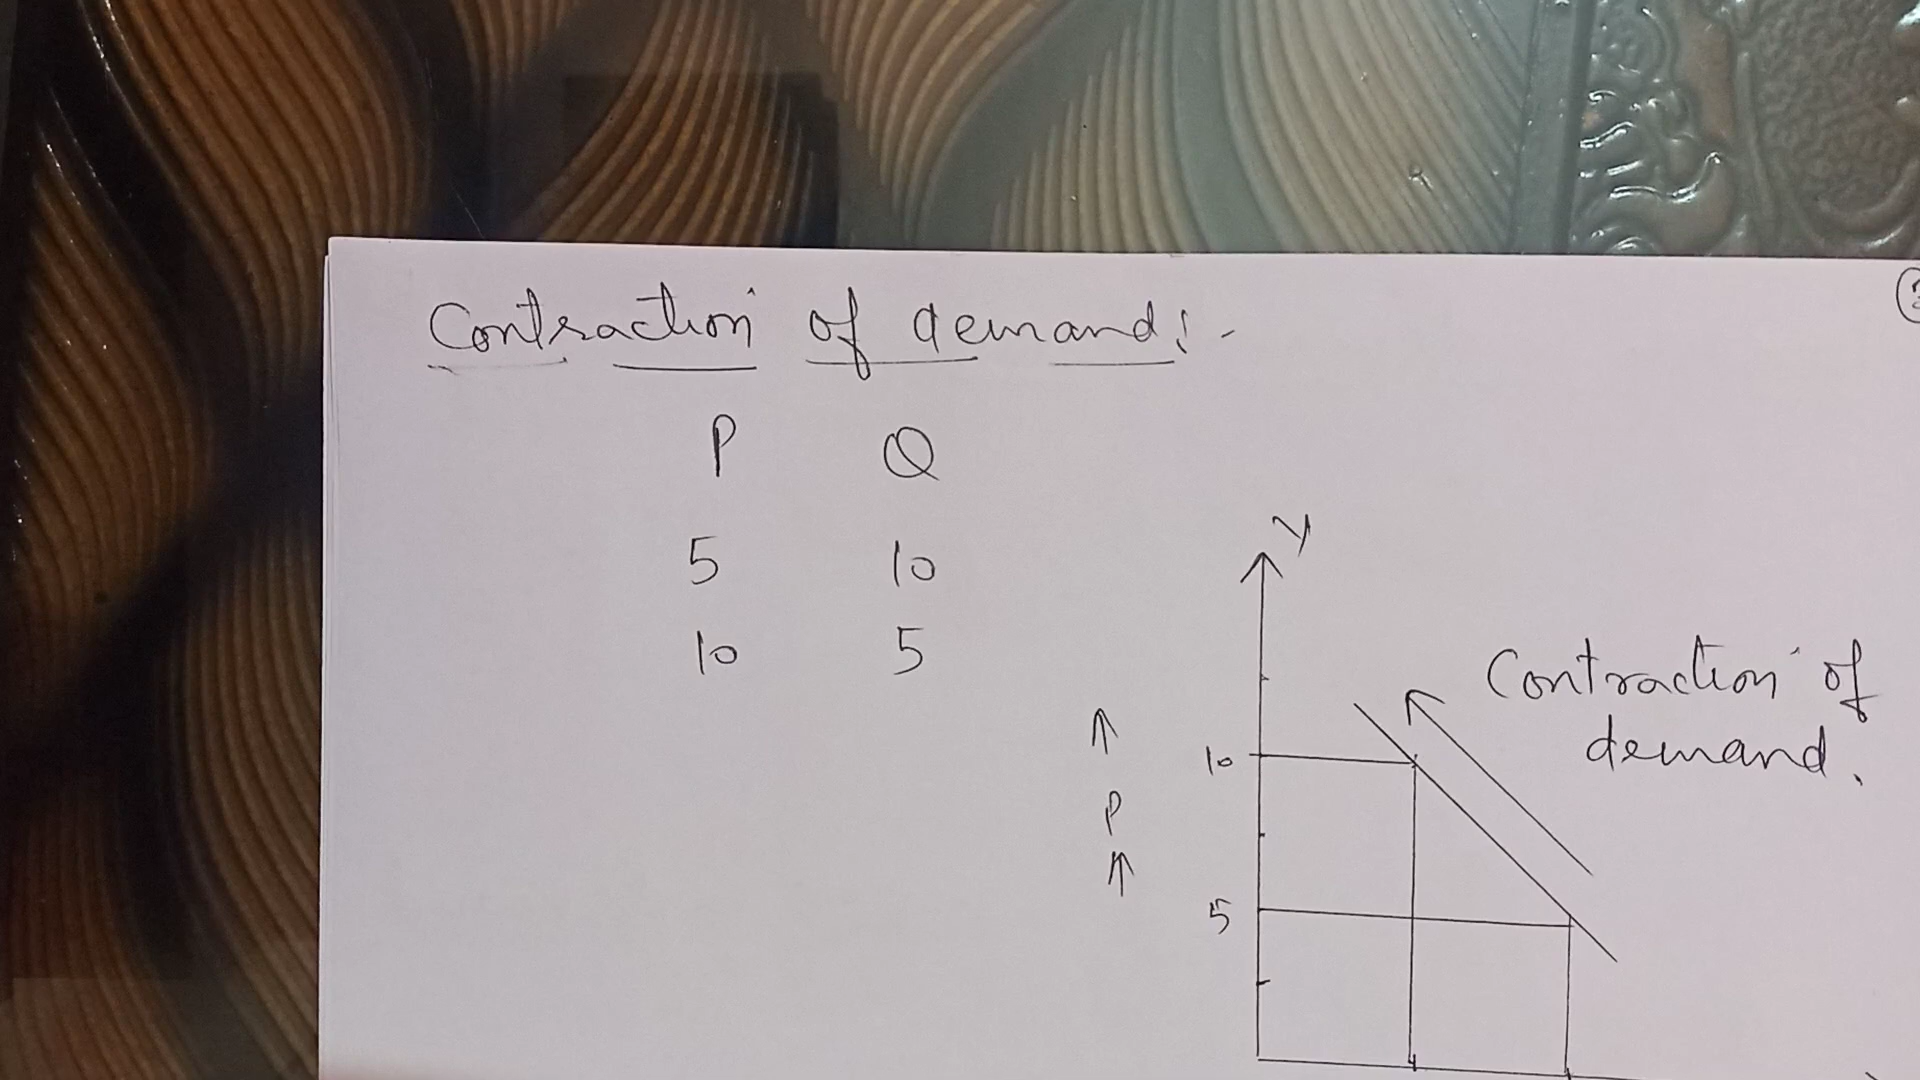 Contraction of demand:-
P Q
5 10
10 5
y
Contraction of
demand.
10
P
5